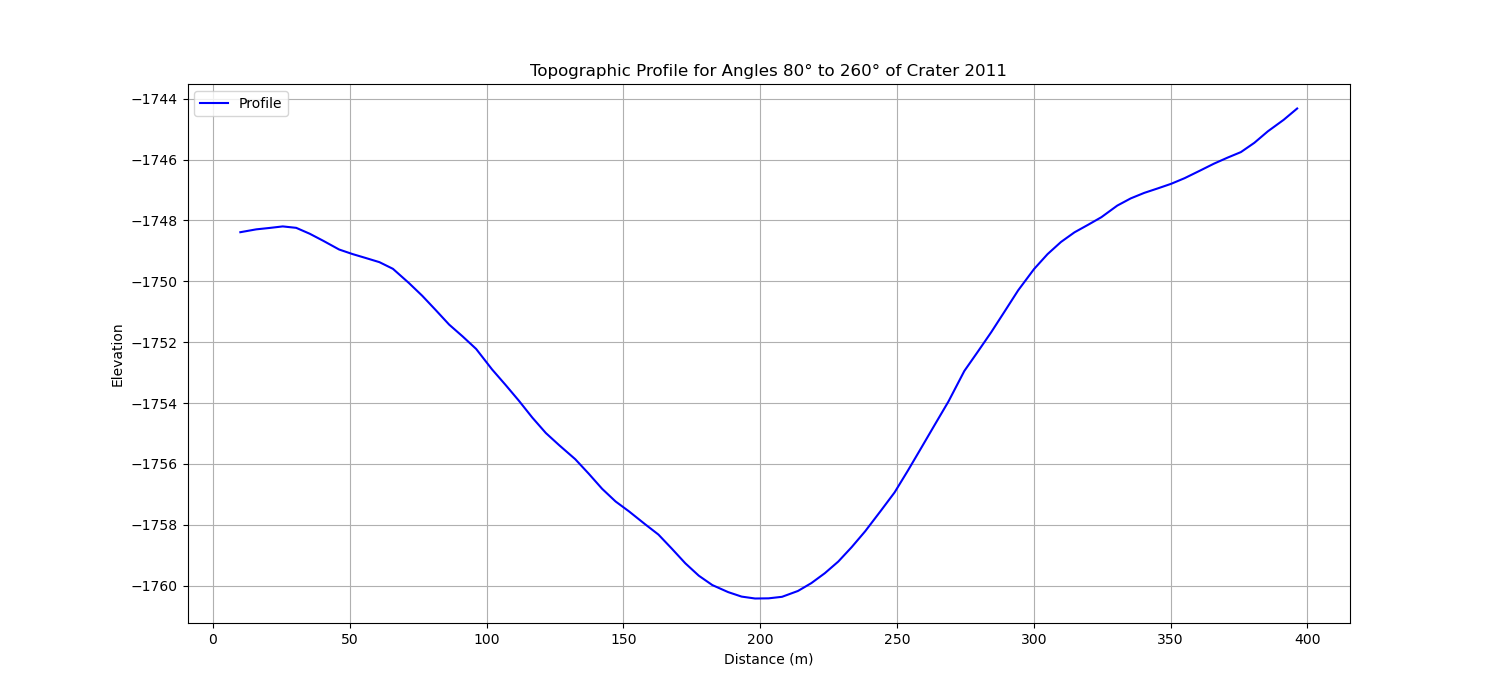 Topographic Profile for Angles 80° to 260° of Crater 2011
Profile
−1744
−1746
−1748
−1750
−1752
−1754
−1756
−1758
−1760
Elevation
0 50 100 150 200 250 300 350 400
Distance (m)